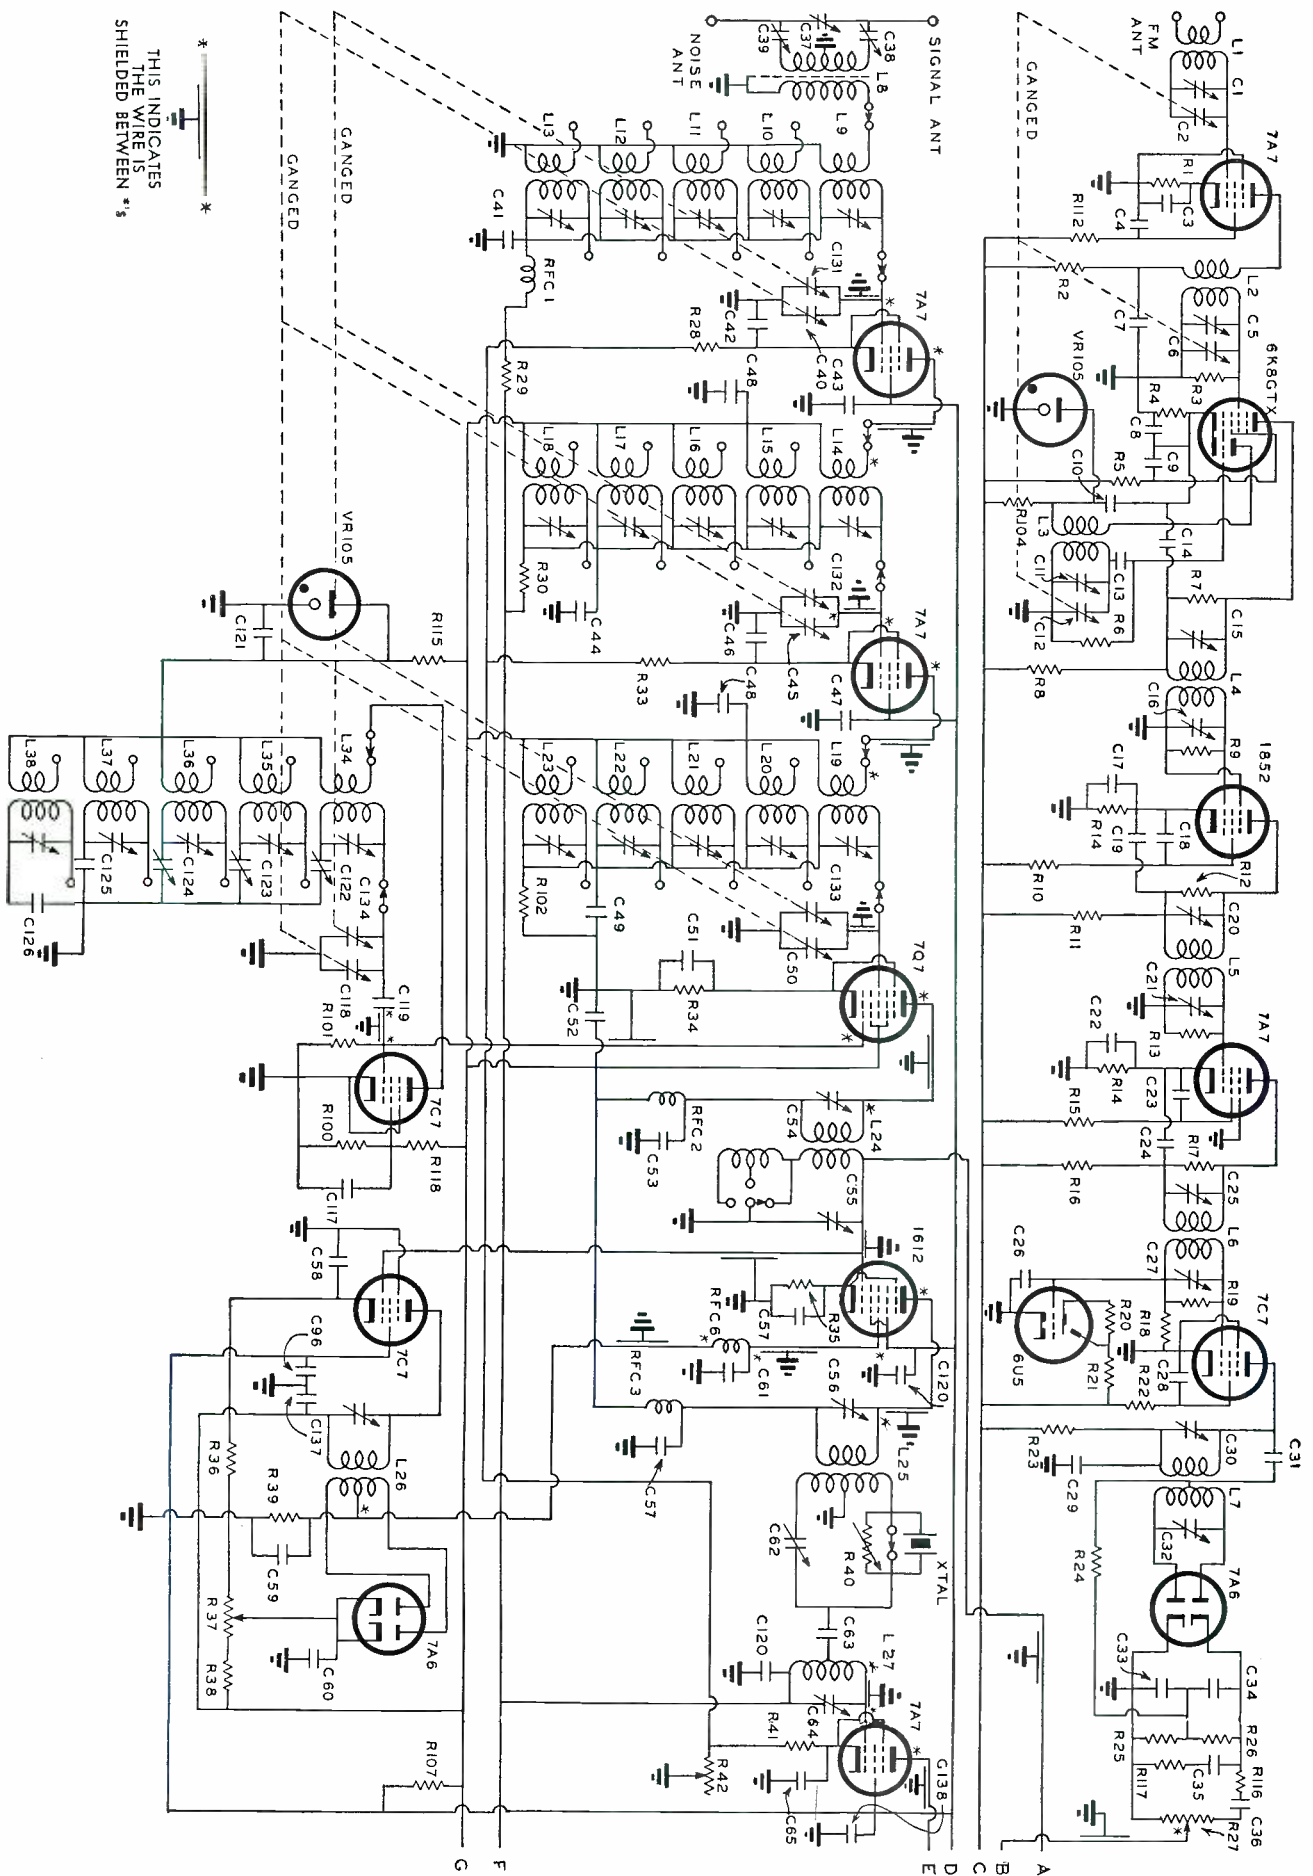 L1
FM
ANT
C1
C2
7A7
R1
C3
C4
R112
GANGED
R2
L2
C5
C6
C7
6K8GTX
R3
R4
C8
C9
R5
VR105
C10
R104
L3
C14
C13
C11
C12
R6
R7
C15
R8
L4
C16
R9
1852
C17
R14
C19
C18
R12
R10
R11
C20
L5
C21
R13
7A7
C22
R14
C23
R15
C24
R17
R16
C25
L6
C27
R19
C26
7C7
R18
R20
R21
6U5
C28
R22
R23
C30
C29
C31
L7
C32
R24
7A6
C33
C34
R25
R26
R117
C35
R116
C36
R27
*
A
B
C
D
E
F
G
SIGNAL ANT
C38
C37
C39
NOISE
ANT
L8
L9
L10
L11
L12
L13
C41
RFC1
R29
C131
C40
C42
R28
7A7
C43
C48
L14
L15
L16
L17
L18
R30
C44
C132
C45
C46
R33
7A7
C47
C48
L19
L20
L21
L22
L23
R102
C49
C133
C50
C51
R34
C52
7Q7
L24
C54
RFC2
C53
C55
1612
R35
C57
RFC6
C61
RFC3
C120
C56
L25
C57
XTAL
R40
C62
C63
C120
L27
C64
R41
R42
7A7
C65
C138
GANGED
GANGED
VR105
C121
R115
L34
L35
L36
L37
L38
C122
C123
C124
C125
C126
C134
C118
C119
R101
7C7
R100
R118
C117
C58
7C7
C96
C137
R36
L26
R39
C59
7A6
R37
C60
R38
R107
* *
THIS INDICATES
THE WIRE IS
SHIELDED BETWEEN *'s